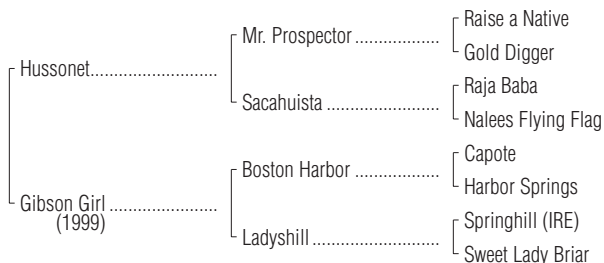 Raise a Native
Mr. Prospector ...................
Gold Digger
Hussonet.............................
Raja Baba
Sacahuista .........................
Nalees Flying Flag
Capote
Boston Harbor ...................
Harbor Springs
Gibson Girl ........................
(1999)
Springhill (IRE)
Ladyshill ............................
Sweet Lady Briar